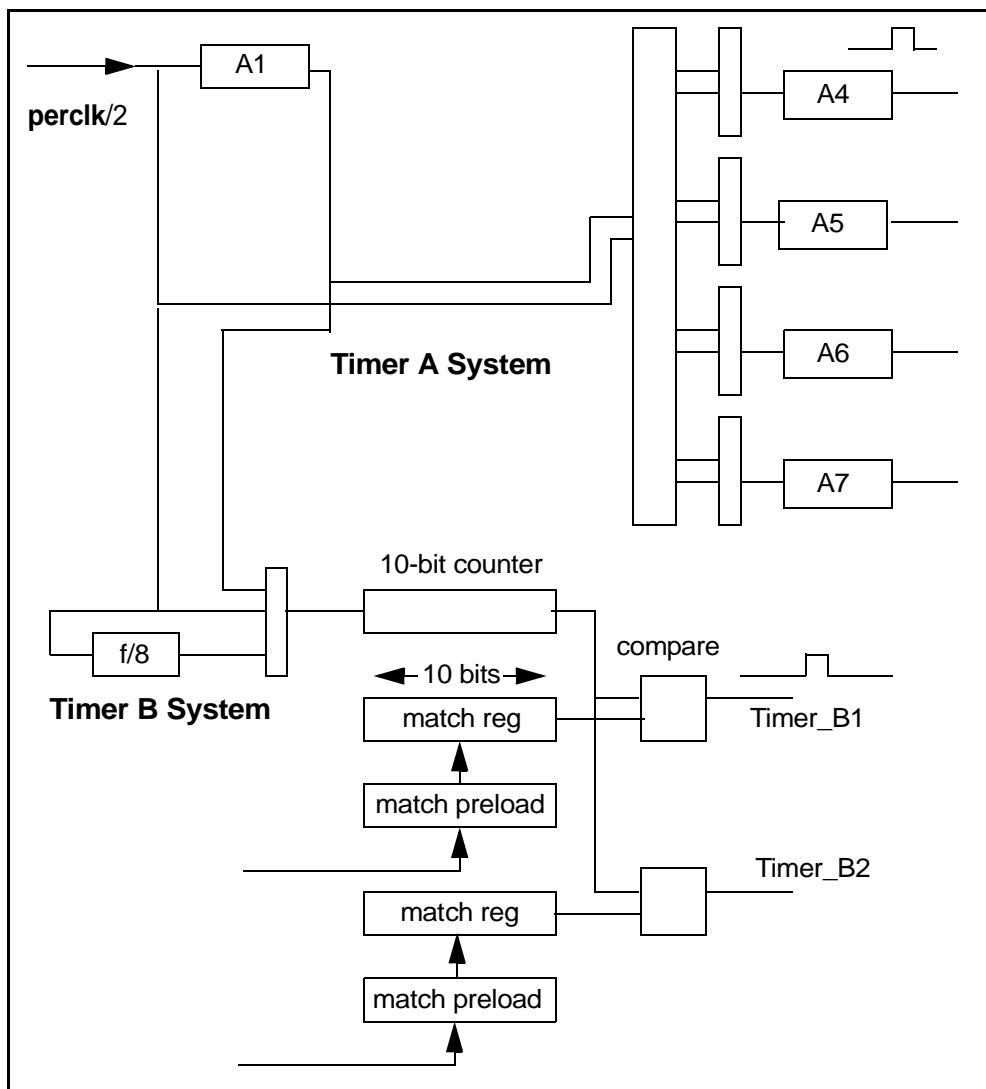 A1
perclk/2
A4
A5
Timer A System
A6
A7
10-bit counter
compare
f/8
10 bits
Timer B System
match reg
Timer_B1
match preload
Timer_B2
match reg
match preload